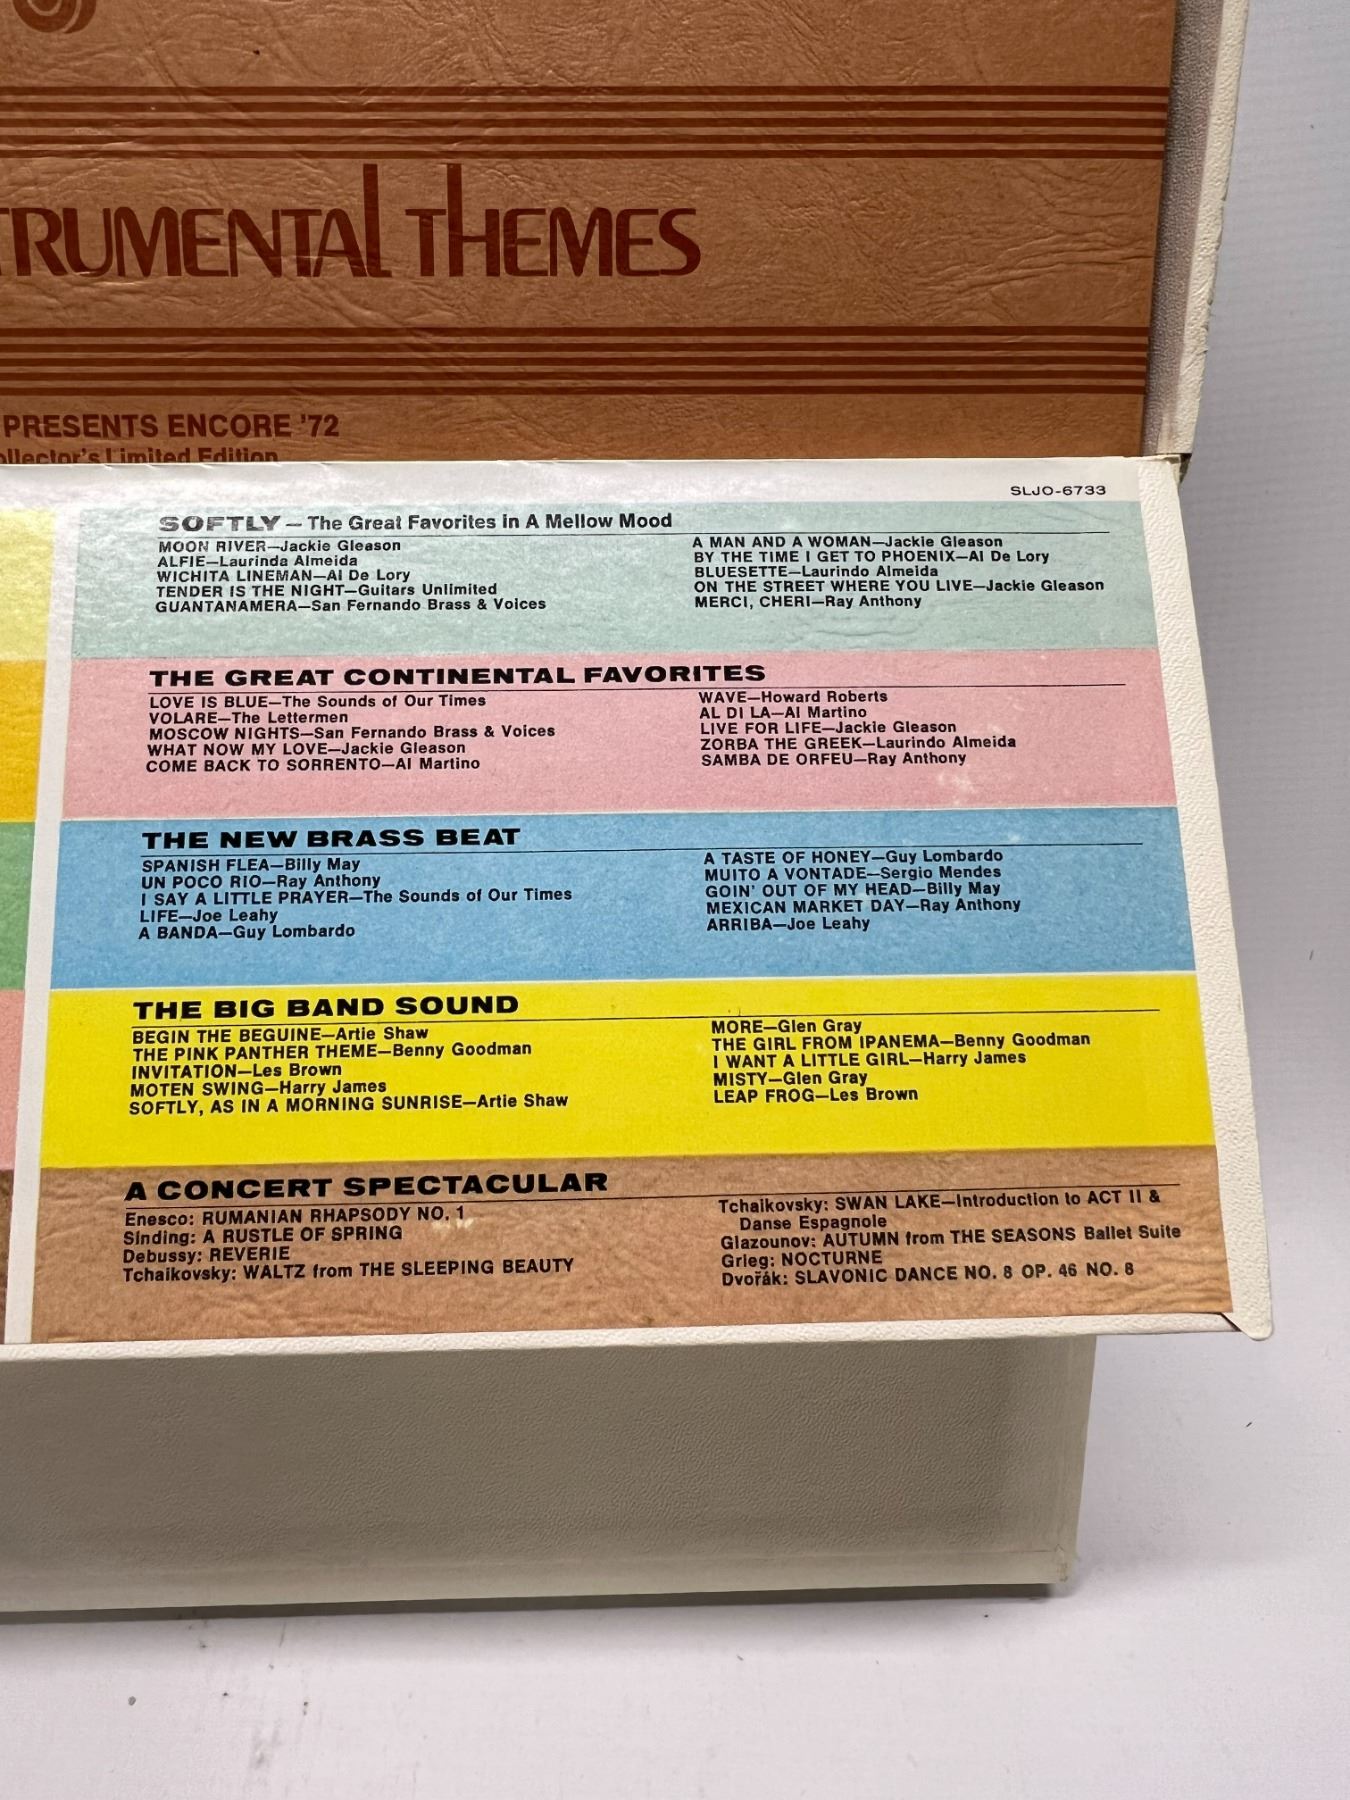 TRUMENTAL THEMES
PRESENTS ENCORE '72
ollector's Limited Edition
SLJO-6733
SOFTLY – The Great Favorites in A Mellow Mood
MOON RIVER—Jackie Gleason
ALFIE—Laurinda Almeida
WICHITA LINEMAN—Al De Lory
TENDER IS THE NIGHT—Guitars Unlimited
GUANTANAMERA—San Fernando Brass & Voices
A MAN AND A WOMAN—Jackie Gleason
BY THE TIME I GET TO PHOENIX—Al De Lory
BLUESETTE—Laurindo Almeida
ON THE STREET WHERE YOU LIVE—Jackie Gleason
MERCI, CHERI—Ray Anthony
THE GREAT CONTINENTAL FAVORITES
LOVE IS BLUE—The Sounds of Our Times
VOLARE—The Lettermen
MOSCOW NIGHTS—San Fernando Brass & Voices
WHAT NOW MY LOVE—Jackie Gleason
COME BACK TO SORRENTO—Al Martino
WAVE—Howard Roberts
AL DI LA—Al Martino
LIVE FOR LIFE—Jackie Gleason
ZORBA THE GREEK—Laurindo Almeida
SAMBA DE ORFEU—Ray Anthony
THE NEW BRASS BEAT
SPANISH FLEA—Billy May
UN POCO RIO—Ray Anthony
I SAY A LITTLE PRAYER—The Sounds of Our Times
LIFE—Joe Leahy
A BANDA—Guy Lombardo
A TASTE OF HONEY—Guy Lombardo
MUITO A VONTADE—Sergio Mendes
GOIN' OUT OF MY HEAD—Billy May
MEXICAN MARKET DAY—Ray Anthony
ARRIBA—Joe Leahy
THE BIG BAND SOUND
BEGIN THE BEGUINE—Artie Shaw
THE PINK PANTHER THEME—Benny Goodman
INVITATION—Les Brown
MOTEN SWING—Harry James
SOFTLY, AS IN A MORNING SUNRISE—Artie Shaw
MORE—Glen Gray
THE GIRL FROM IPANEMA—Benny Goodman
I WANT A LITTLE GIRL—Harry James
MISTY—Glen Gray
LEAP FROG—Les Brown
A CONCERT SPECTACULAR
Enesco: RUMANIAN RHAPSODY NO. 1
Sinding: A RUSTLE OF SPRING
Debussy: REVERIE
Tchaikovsky: WALTZ from THE SLEEPING BEAUTY
Tchaikovsky: SWAN LAKE—Introduction to ACT II &
Danse Espagnole
Glazounov: AUTUMN from THE SEASONS Ballet Suite
Grieg: NOCTURNE
Dvořák: SLAVONIC DANCE NO. 8 OP. 46 NO. 8